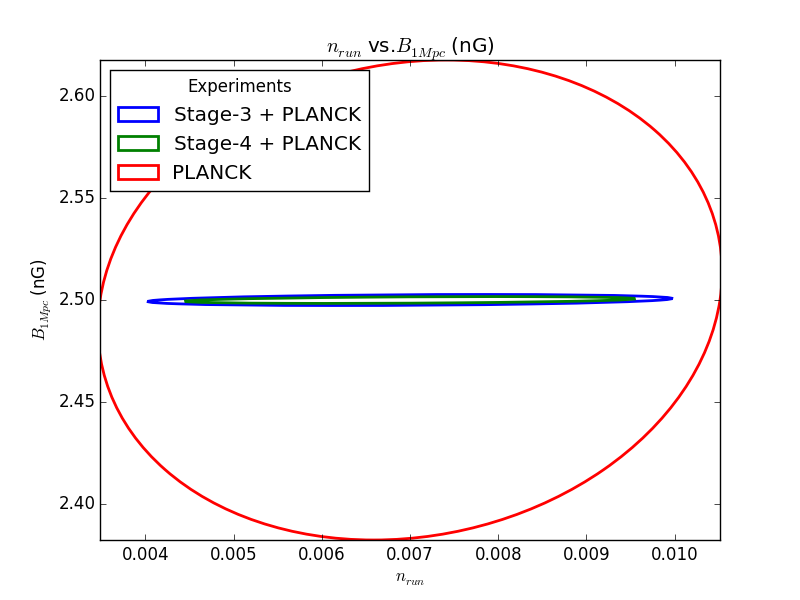 n_run vs.B_1Mpc (nG)
Experiments
Stage-3 + PLANCK
Stage-4 + PLANCK
PLANCK
2.60
2.55
2.50
2.45
2.40
B_1Mpc (nG)
0.004 0.005 0.006 0.007 0.008 0.009 0.010
n_run